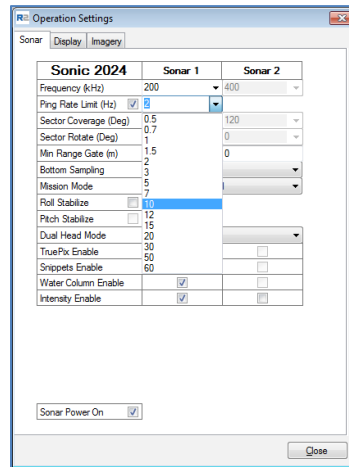 R2 Operation Settings
Sonar Display Imagery
Sonic 2024 Sonar 1 Sonar 2
Frequency (kHz) 200 400
Ping Rate Limit (Hz) 2
Sector Coverage (Deg) 0.5 120
0.7
Sector Rotate (Deg) 1 0
Min Range Gate (m) 1.5 0
2
Bottom Sampling 3
Mission Mode 5
7
Roll Stabilize 10
Pitch Stabilize 12
15
Dual Head Mode 20
TruePix Enable 30
50
Snippets Enable 60
Water Column Enable
Intensity Enable
Sonar Power On
Close